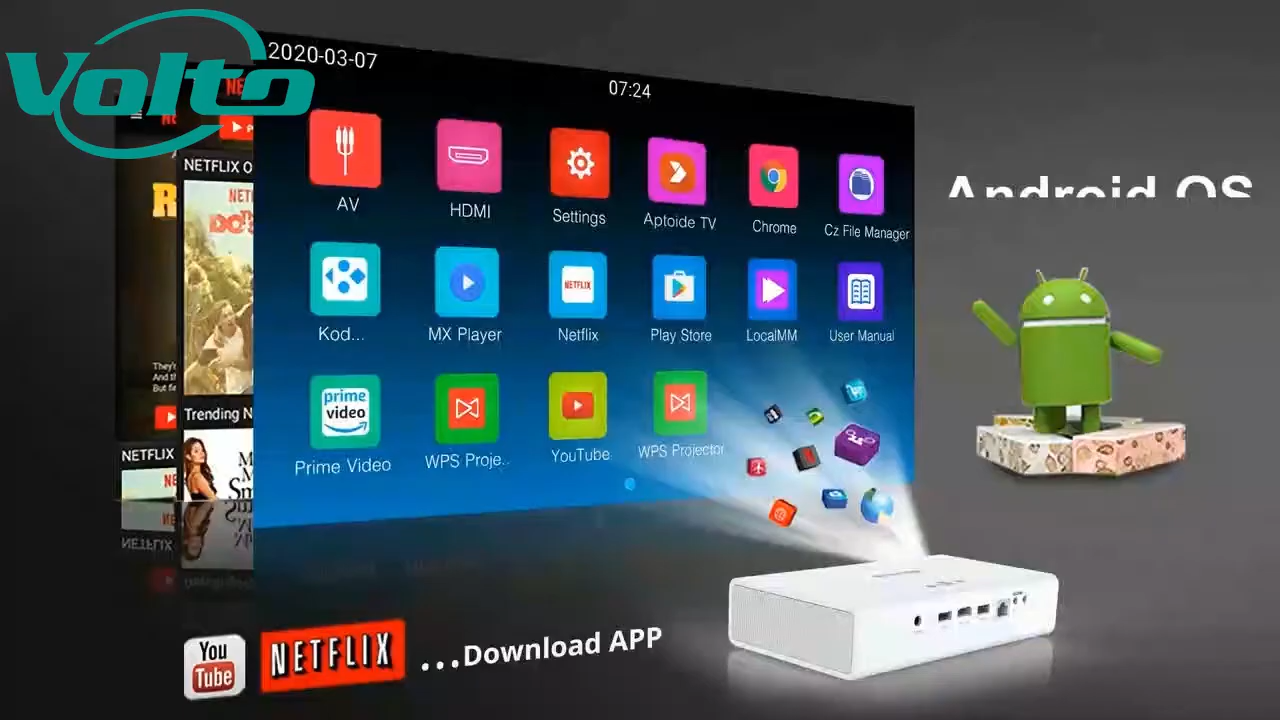 Volto
2020-03-07
07:24
AV
HDMI
Settings
Aptoide TV
Chrome
Cz File Manager
Kod...
MX Player
Netflix
NETFLIX
Play Store
LocalMM
User Manual
prime
video
Prime Video
WPS Proje..
YouTube
WPS Projector
NETFLIX O
Trending N
NETFLIX
Android OS
You
Tube
NETFLIX
...Download APP